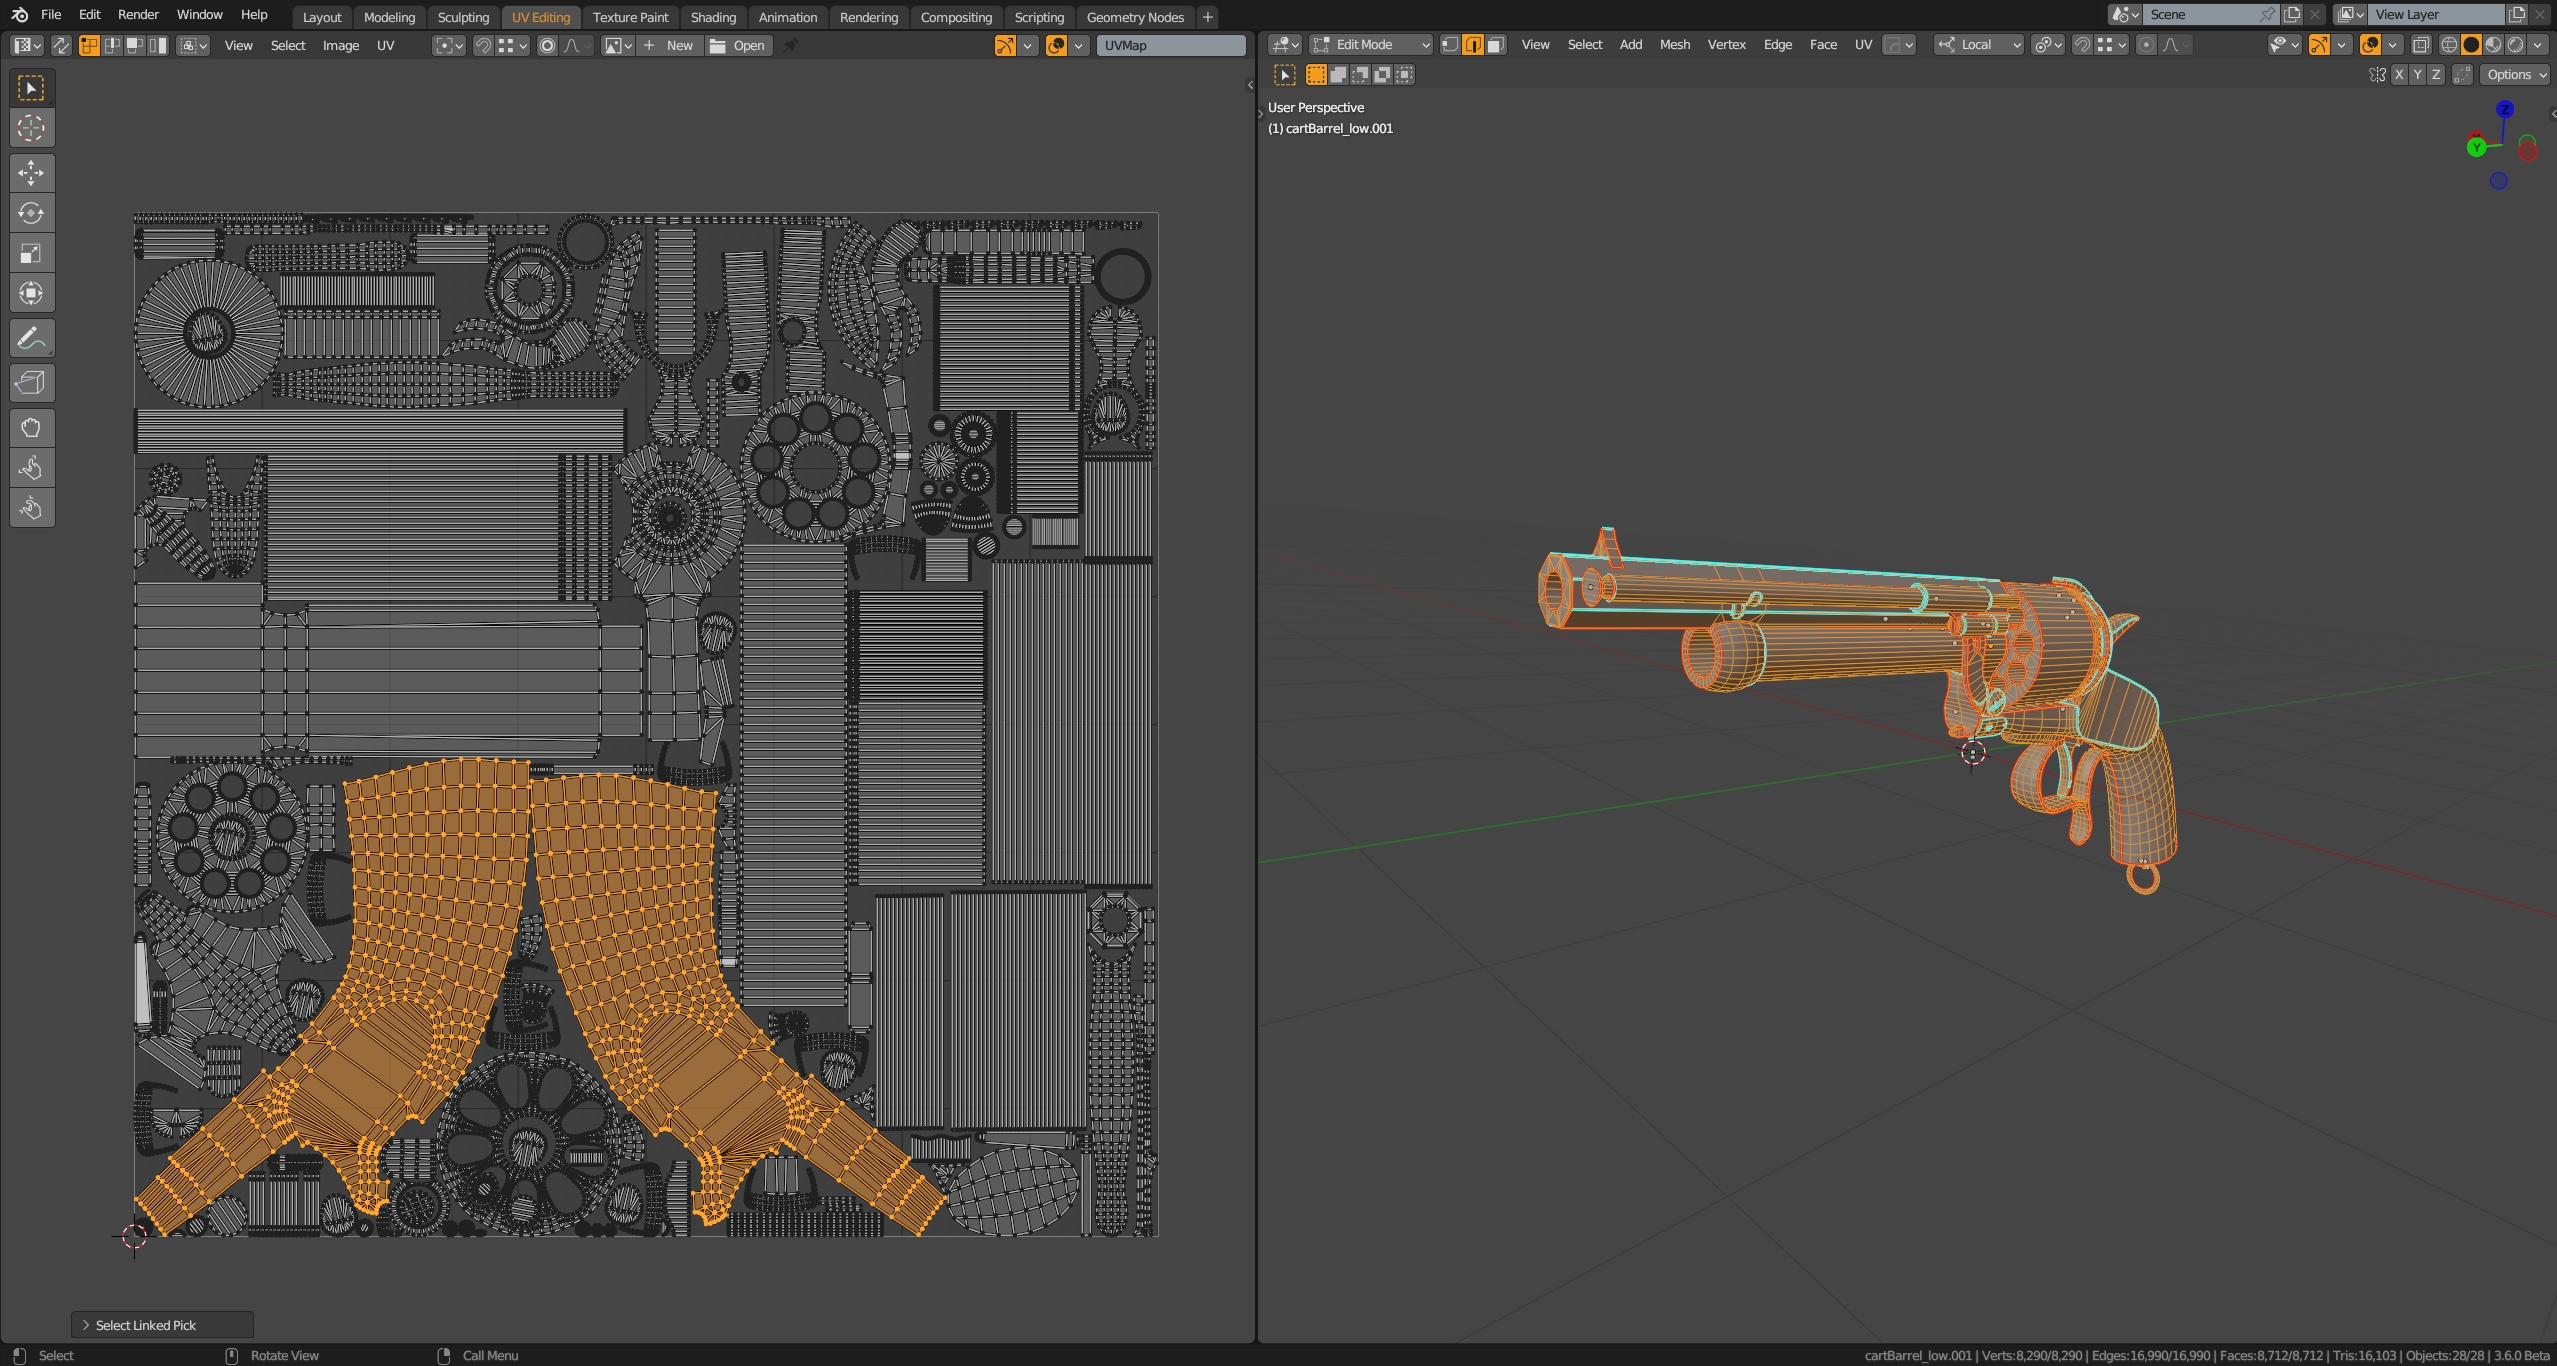 File Edit Render Window Help Layout Modeling Sculpting UV Editing Texture Paint Shading Animation Rendering Compositing Scripting Geometry Nodes + Scene View Layer
View Select Image UV New Open UVMap
Edit Mode View Select Add Mesh Vertex Edge Face UV Local
X Y Z Options
User Perspective
(1) cartBarrel_low.001
Z
Y
Select Linked Pick
Select Rotate View Call Menu
cartBarrel_low.001 | Verts:8,290/8,290 | Edges:16,990/16,990 | Faces:8,712/8,712 | Tris:16,103 | Objects:28/28 | 3.6.0 Beta